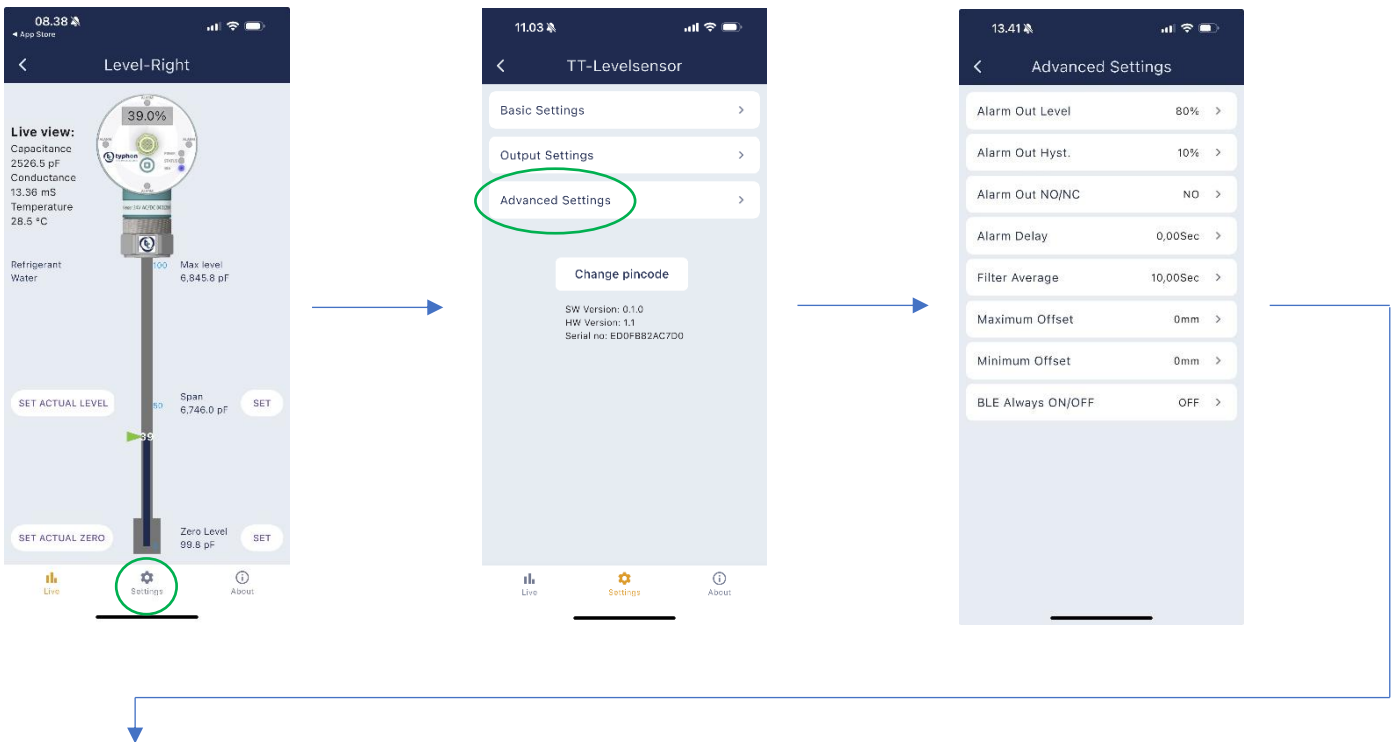 08.38
App Store
Level-Right
39.0%
Live view:
Capacitance
2526.5 pF
Conductance
13.36 mS
Temperature
28.5 °C
typhon
Refrigerant
Water
100
Max level
6,845.8 pF
SET ACTUAL LEVEL
50
Span
6,746.0 pF
SET
39
SET ACTUAL ZERO
Zero Level
99.8 pF
SET
Live
Settings
About
11.03
TT-Levelsensor
Basic Settings
Output Settings
Advanced Settings
Change pincode
SW Version: 0.1.0
HW Version: 1.1
Serial no: ED0FB82AC7D0
Live
Settings
About
13.41
Advanced Settings
Alarm Out Level 80%
Alarm Out Hyst. 10%
Alarm Out NO/NC NO
Alarm Delay 0,00Sec
Filter Average 10,00Sec
Maximum Offset 0mm
Minimum Offset 0mm
BLE Always ON/OFF OFF